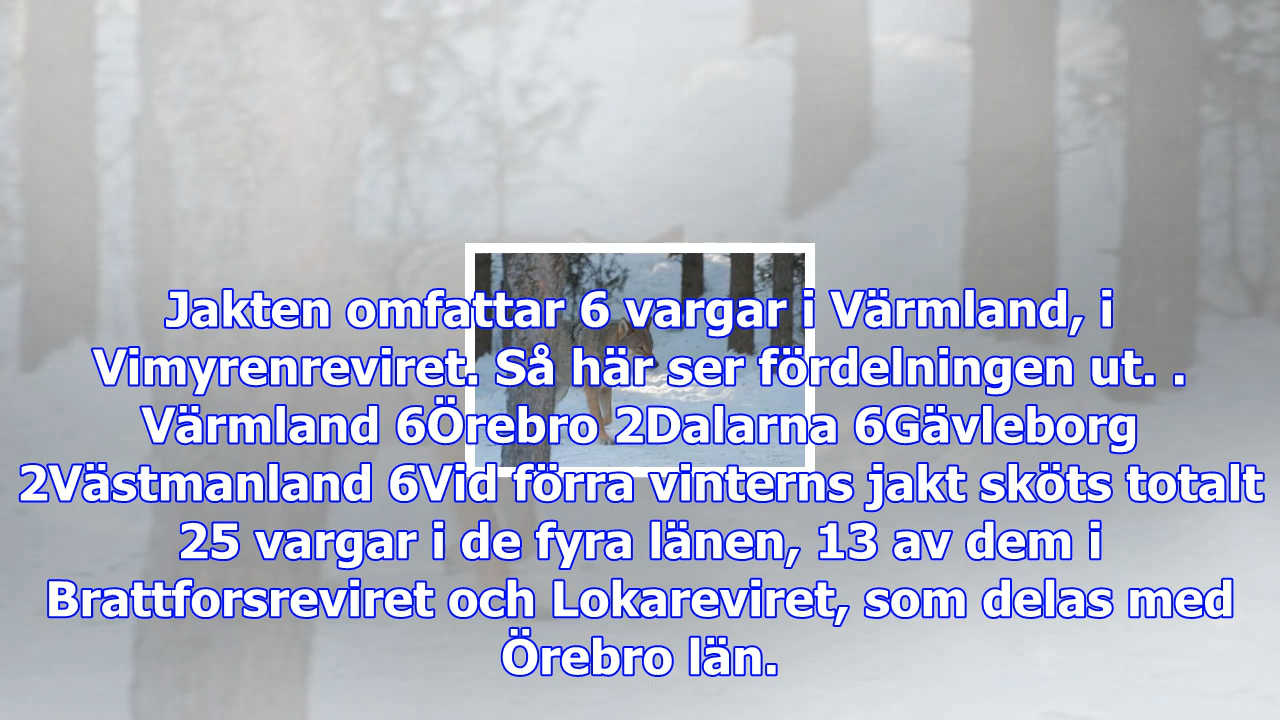 Jakten omfattar 6 vargar i Värmland, i
Vimyrenreviret. Så här ser fördelningen ut. .
Värmland 6Örebro 2Dalarna 6Gävleborg
2Västmanland 6Vid förra vinterns jakt sköts totalt
25 vargar i de fyra länen, 13 av dem i
Brattforsreviret och Lokareviret, som delas med
Örebro län.